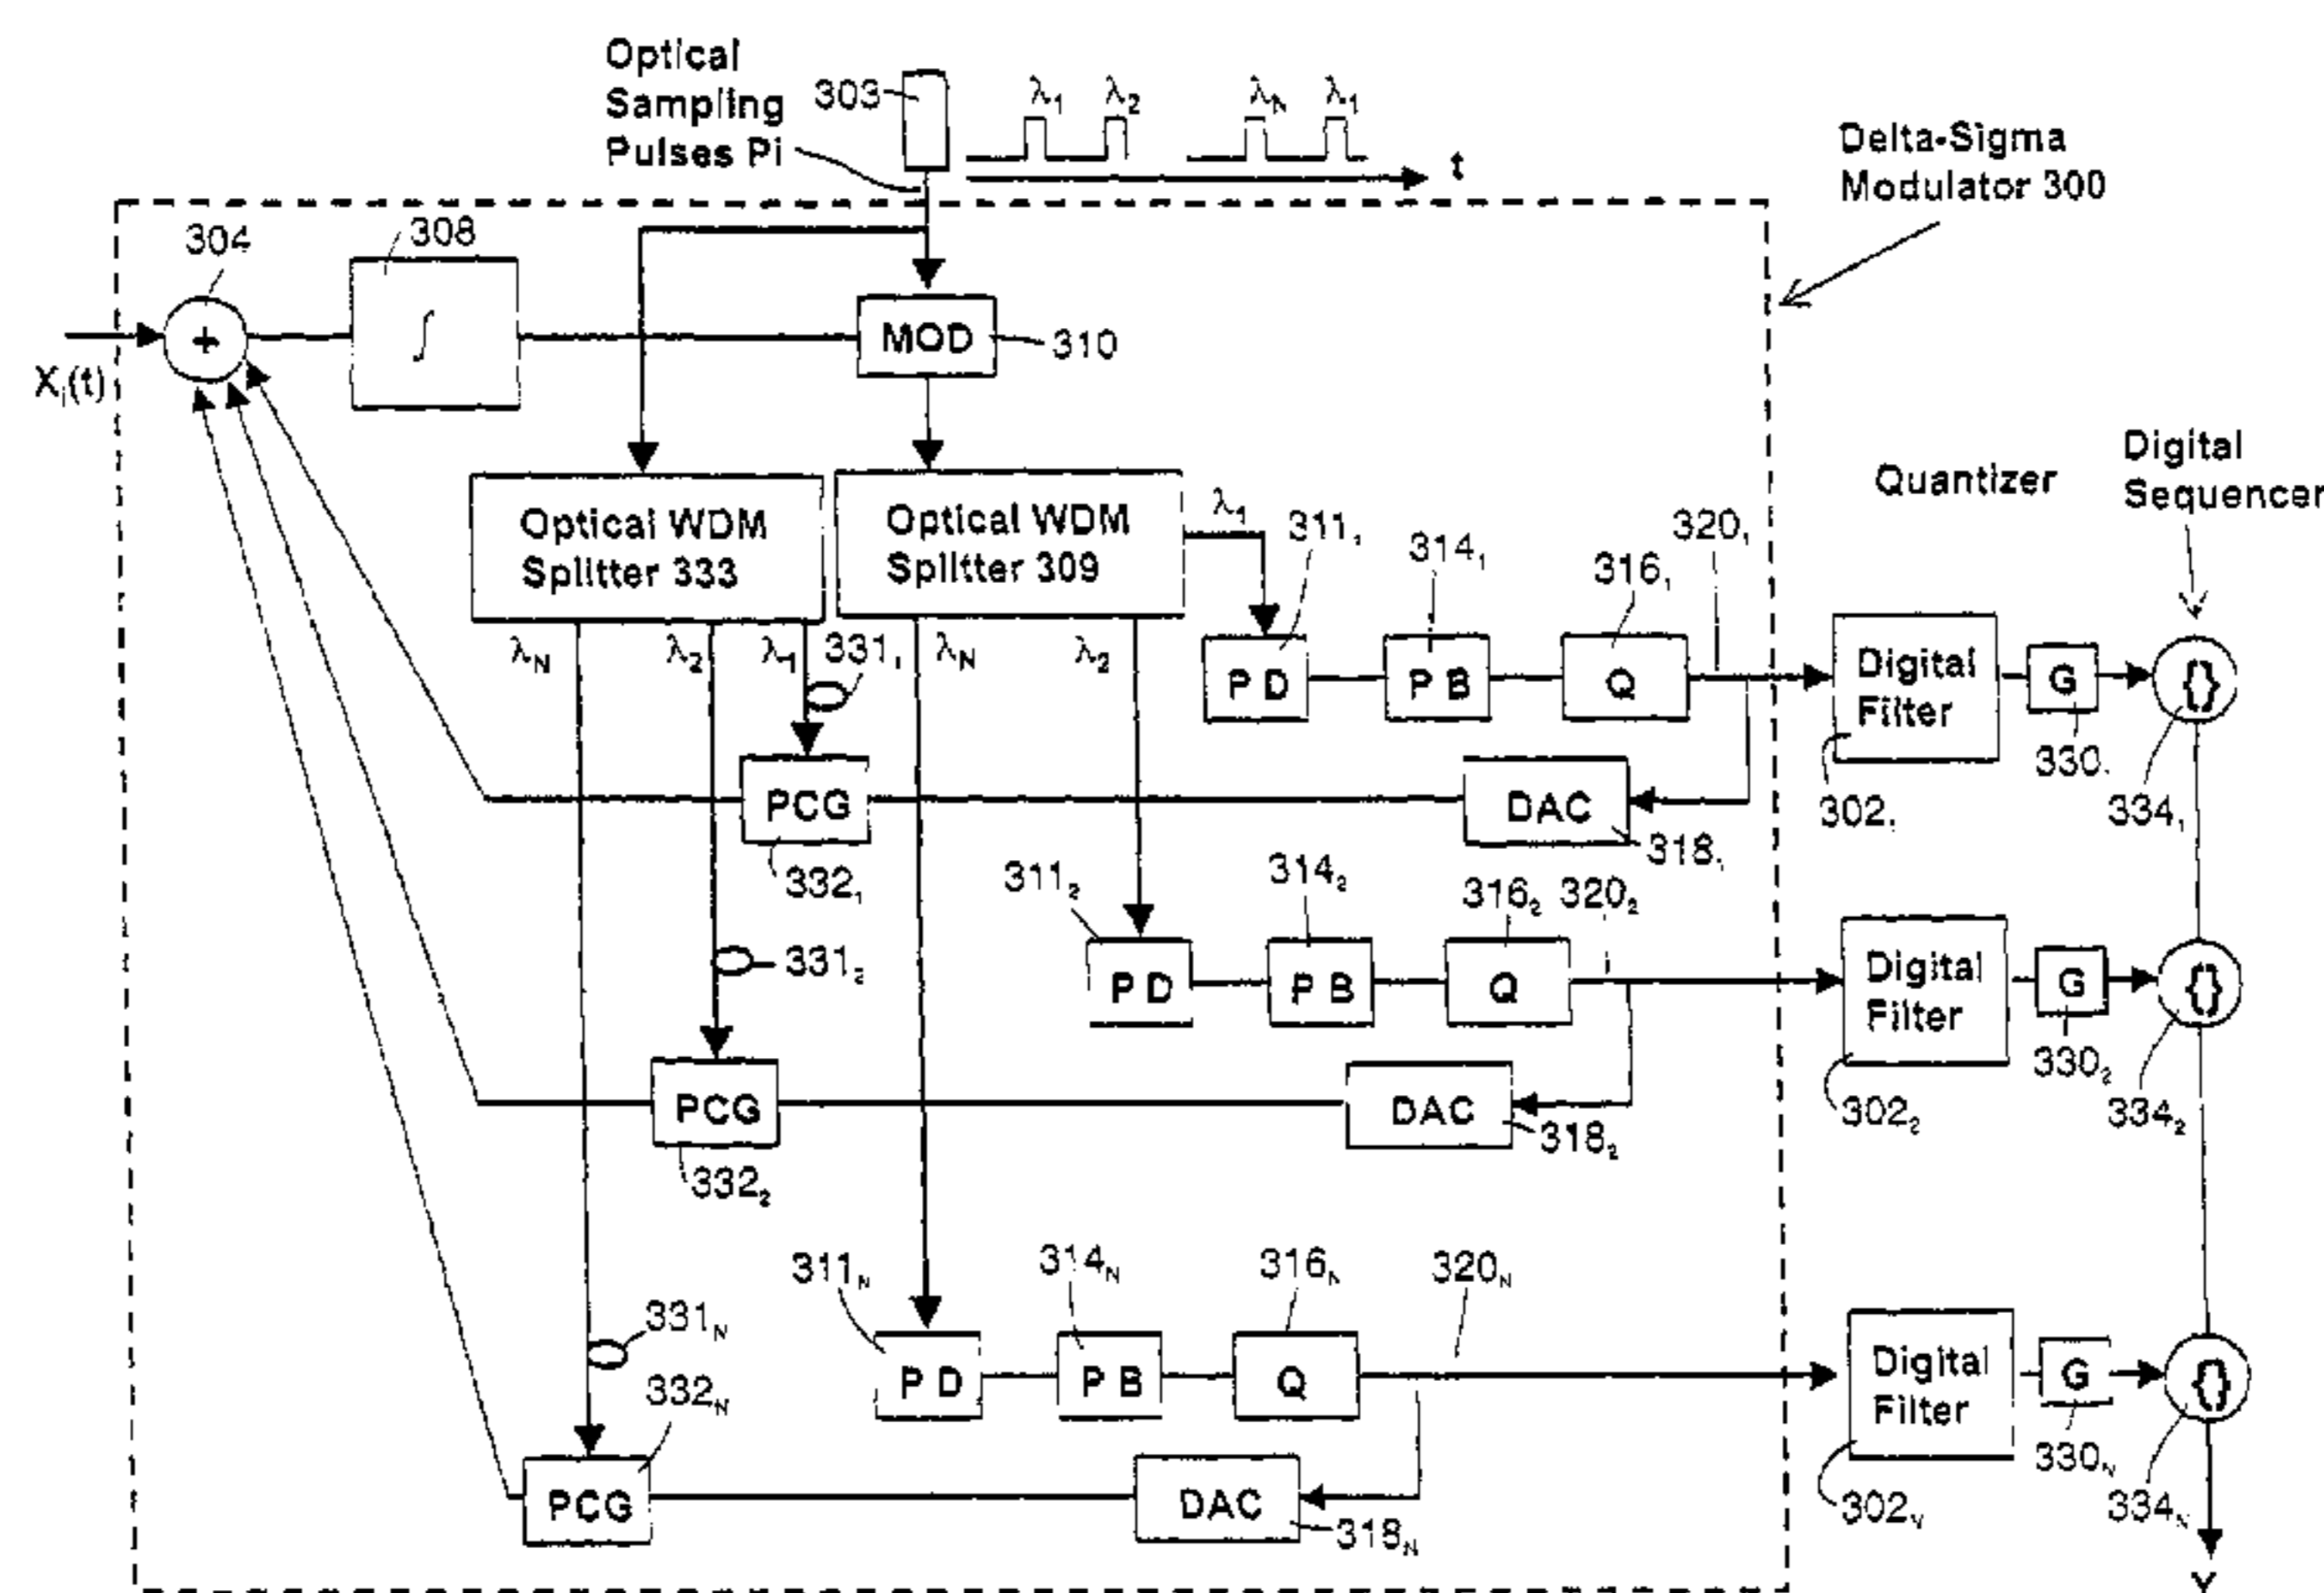 Optical
Sampling
Pulses Pi
303
λ1 λ2 λN λ1
t
Delta-Sigma
Modulator 300
304
308
+
∫
MOD
310
Xi(t)
Optical WDM
Splitter 333
Optical WDM
Splitter 309
Quantizer
Digital
Sequencer
λ1
311₁
314₁
316₁
320₁
λN λ2 λ1
331₁
λN λ2
PD
PB
Q
Digital
Filter
G
{}
330₁
302₁
334₁
PCG
DAC
332₁
318₁
311₂
314₂
316₂
320₂
331₂
PD
PB
Q
Digital
Filter
G
{}
330₂
302₂
334₂
PCG
DAC
332₂
318₂
311N
314N
316N
320N
331N
332N
PD
PB
Q
Digital
Filter
G
{}
330N
334N
PCG
DAC
318N